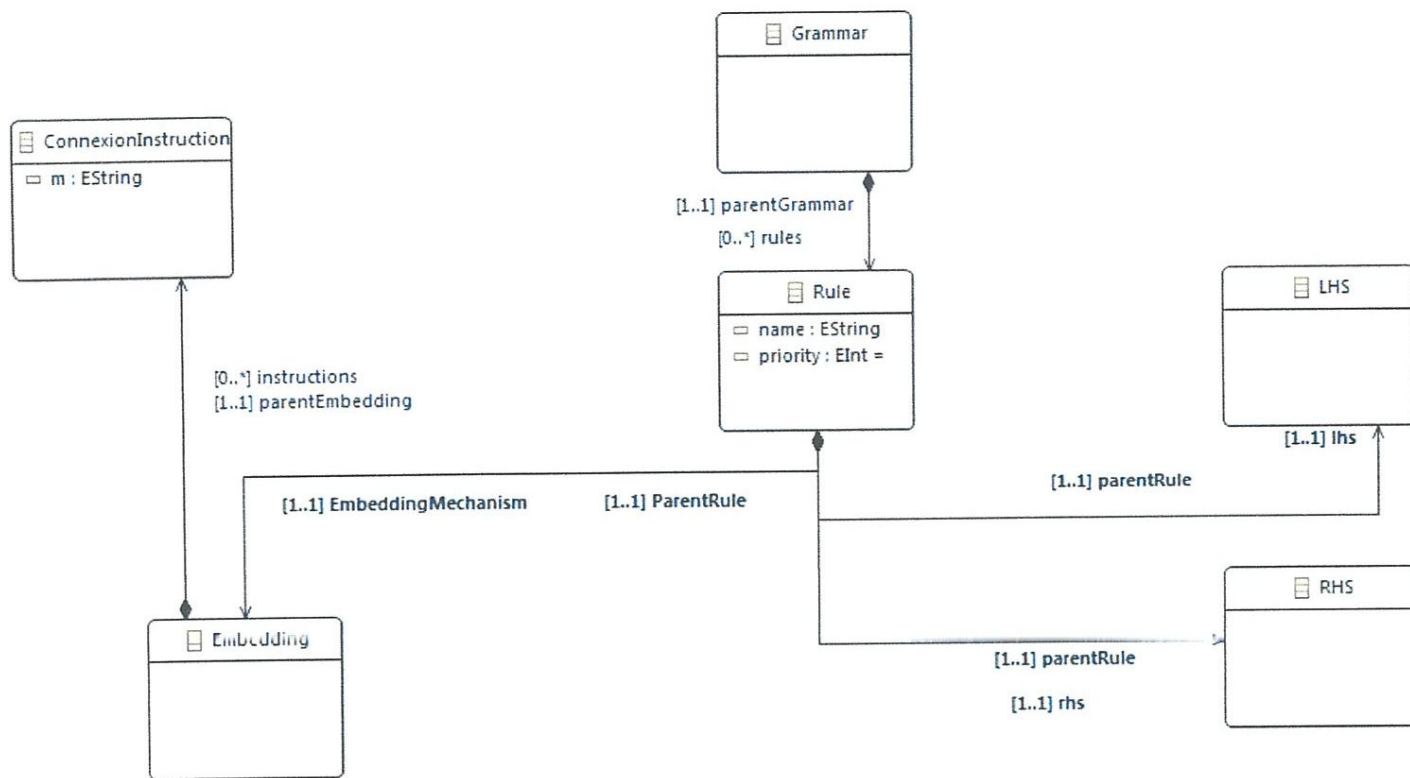 Grammar
ConnexionInstruction
m : EString
[1..1] parentGrammar
[0..*] rules
Rule
name : EString
priority : EInt =
LHS
[0..*] instructions
[1..1] parentEmbedding
[1..1] lhs
[1..1] parentRule
[1..1] EmbeddingMechanism
[1..1] ParentRule
RHS
Embedding
[1..1] parentRule
[1..1] rhs